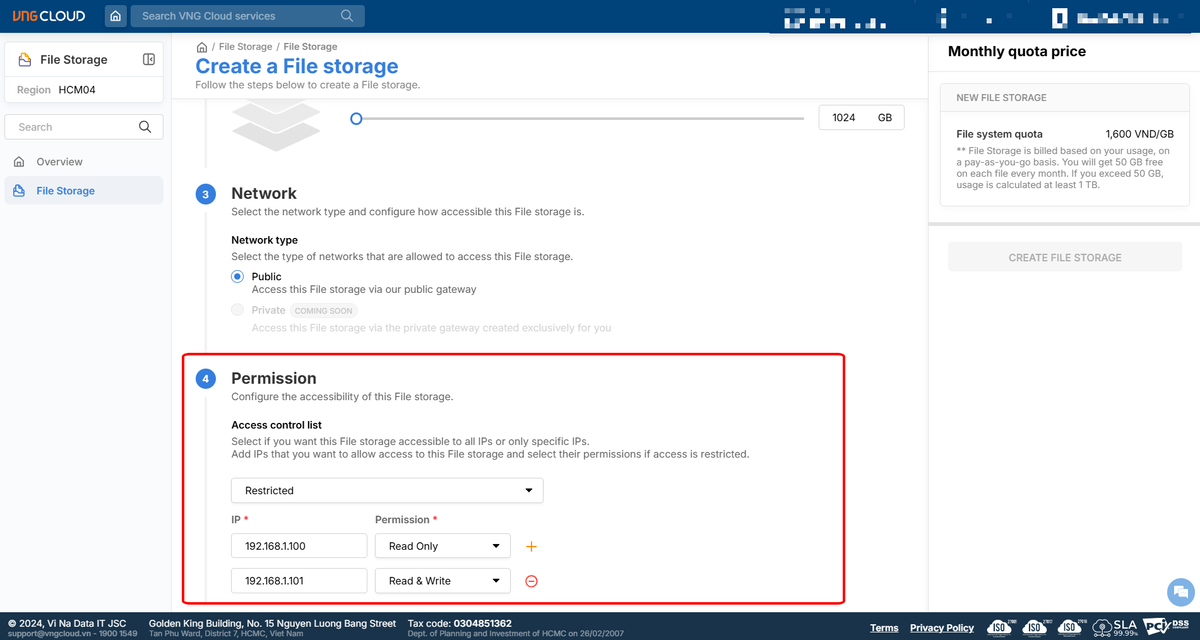 VNGCLOUD
Search VNG Cloud services
File Storage
Region HCM04
Search
Overview
File Storage
/ File Storage / File Storage
Create a File storage
Follow the steps below to create a File storage.
1024 GB
3 Network
Select the network type and configure how accessible this File storage is.
Network type
Select the type of networks that are allowed to access this File storage.
Public
Access this File storage via our public gateway
Private COMING SOON
Access this File storage via the private gateway created exclusively for you
4 Permission
Configure the accessibility of this File storage.
Access control list
Select if you want this File storage accessible to all IPs or only specific IPs.
Add IPs that you want to allow access to this File storage and select their permissions if access is restricted.
Restricted
IP * Permission *
192.168.1.100 Read Only
192.168.1.101 Read & Write
Monthly quota price
NEW FILE STORAGE
File system quota 1,600 VND/GB
** File Storage is billed based on your usage, on
a pay-as-you-go basis. You will get 50 GB free
on each file every month. If you exceed 50 GB,
usage is calculated at least 1 TB.
CREATE FILE STORAGE
© 2024, Vi Na Data IT JSC
support@vngcloud.vn - 1900 1549
Golden King Building, No. 15 Nguyen Luong Bang Street
Tan Phu Ward, District 7, HCMC, Viet Nam
Tax code: 0304851362
Dept. of Planning and Investment of HCMC on 26/02/2007
Terms
Privacy Policy
ISO
ISO
ISO
SLA
99.99%
PCI DSS